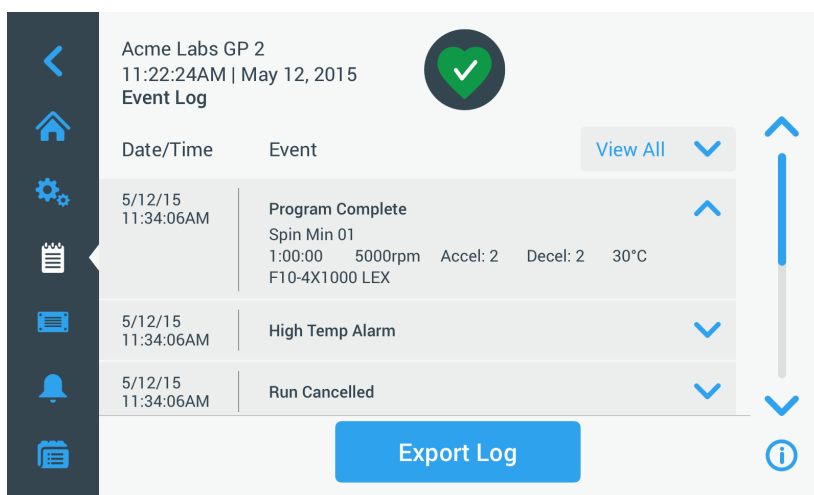 Acme Labs GP 2
11:22:24AM | May 12, 2015
Event Log
Date/Time Event View All
5/12/15
11:34:06AM
Program Complete
Spin Min 01
1:00:00 5000rpm Accel: 2 Decel: 2 30°C
F10-4X1000 LEX
5/12/15
11:34:06AM
High Temp Alarm
5/12/15
11:34:06AM
Run Cancelled
Export Log